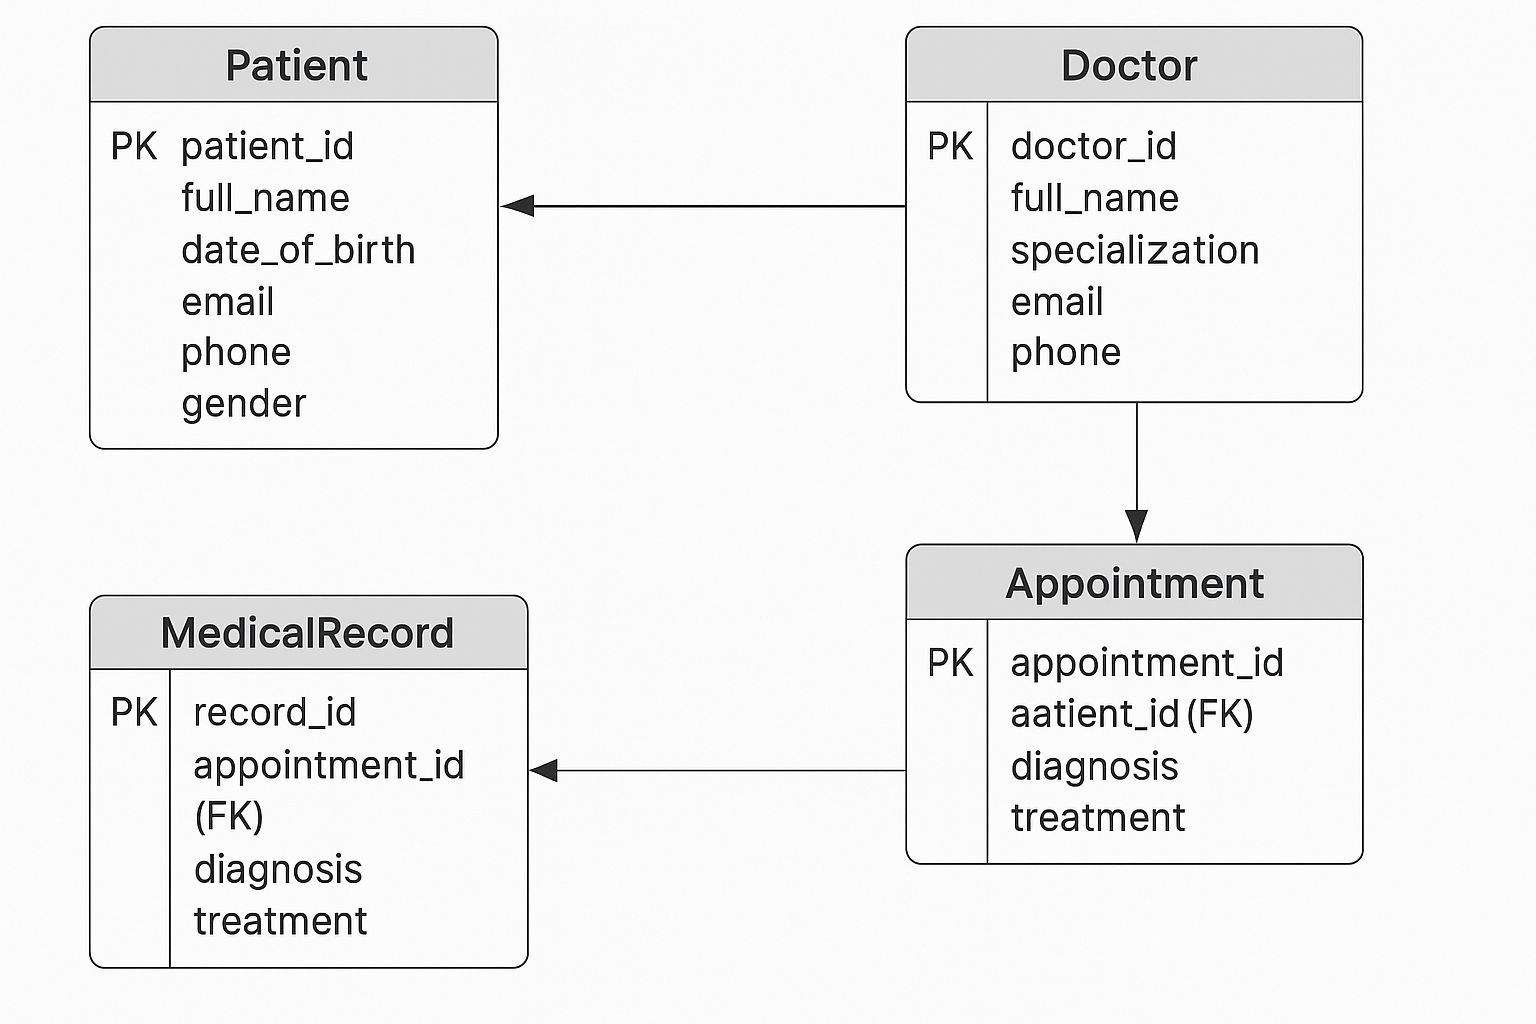 Patient
PK patient_id
full_name
date_of_birth
email
phone
gender
Doctor
PK doctor_id
full_name
specialization
email
phone
MedicalRecord
PK record_id
appointment_id
(FK)
diagnosis
treatment
Appointment
PK appointment_id
aatient_id (FK)
diagnosis
treatment